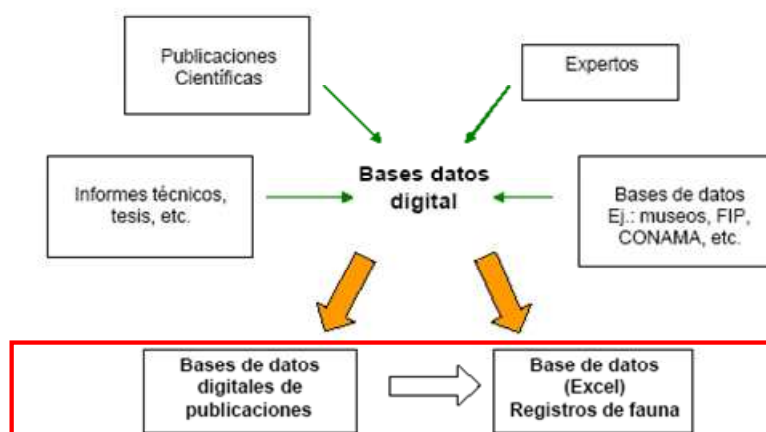 Publicaciones
Científicas
Expertos
Informes técnicos,
tesis, etc.
Bases datos
digital
Bases de datos
Ej.: museos, FIP,
CONAMA, etc.
Bases de datos
digitales de
publicaciones
Base de datos
(Excel)
Registros de fauna